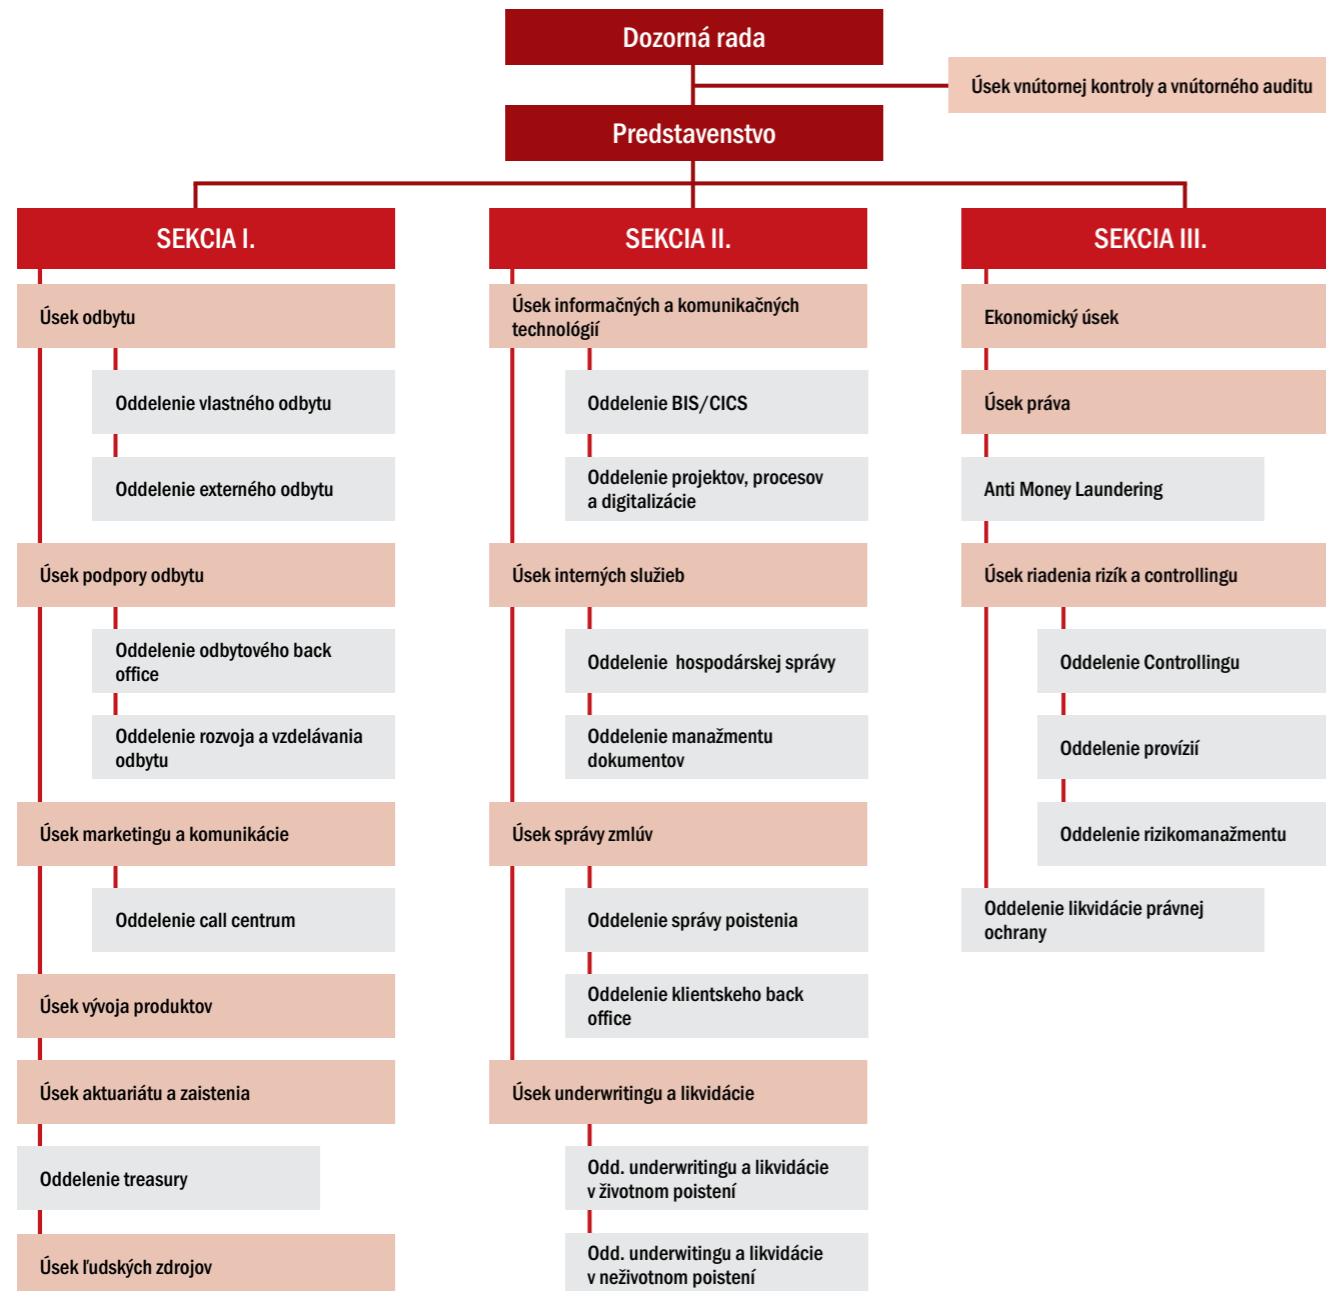 Dozorná rada
Úsek vnútornej kontroly a vnútorného auditu
Predstavenstvo
SEKCIA I.
Úsek odbytu
Oddelenie vlastného odbytu
Oddelenie externého odbytu
Úsek podpory odbytu
Oddelenie odbytového back
office
Oddelenie rozvoja a vzdelávania
odbytu
Úsek marketingu a komunikácie
Oddelenie call centrum
Úsek vývoja produktov
Úsek aktuariátu a zaistenia
Oddelenie treasury
Úsek ľudských zdrojov
SEKCIA II.
Úsek informačných a komunikačných
technológií
Oddelenie BIS/CICS
Oddelenie projektov, procesov
a digitalizácie
Úsek interných služieb
Oddelenie hospodárskej správy
Oddelenie manažmentu
dokumentov
Úsek správy zmlúv
Oddelenie správy poistenia
Oddelenie klientskeho back
office
Úsek underwritingu a likvidácie
Odd. underwritingu a likvidácie
v životnom poistení
Odd. underwitingu a likvidácie
v neživotnom poistení
SEKCIA III.
Ekonomický úsek
Úsek práva
Anti Money Laundering
Úsek riadenia rizík a controllingu
Oddelenie Controllingu
Oddelenie provízií
Oddelenie rizikomanažmentu
Oddelenie likvidácie právnej
ochrany